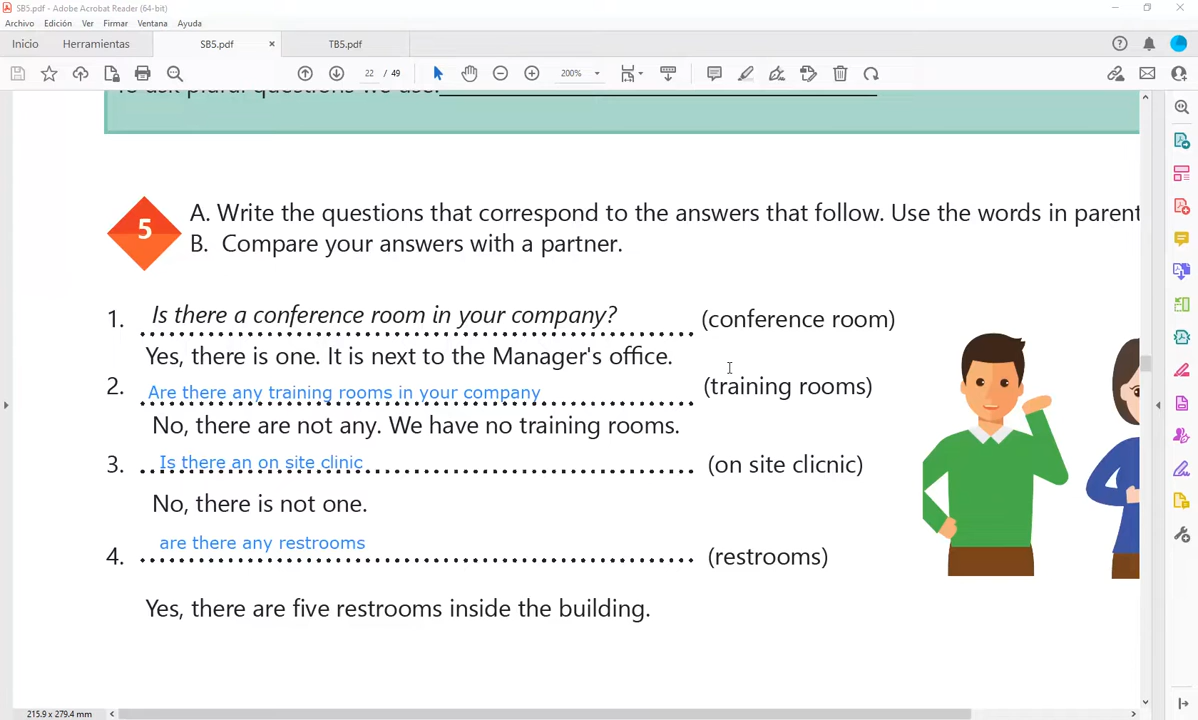 SB5.pdf - Adobe Acrobat Reader (64-bit)
Archivo Edición Ver Firmar Ventana Ayuda
Inicio Herramientas SB5.pdf × TB5.pdf
22 / 49 200%
To ask plural questions we use:
5
A. Write the questions that correspond to the answers that follow. Use the words in parent
B. Compare your answers with a partner.
1. Is there a conference room in your company? (conference room)
Yes, there is one. It is next to the Manager's office.
2. Are there any training rooms in your company (training rooms)
No, there are not any. We have no training rooms.
3. Is there an on site clinic (on site clicnic)
No, there is not one.
4. are there any restrooms (restrooms)
Yes, there are five restrooms inside the building.
215.9 x 279.4 mm